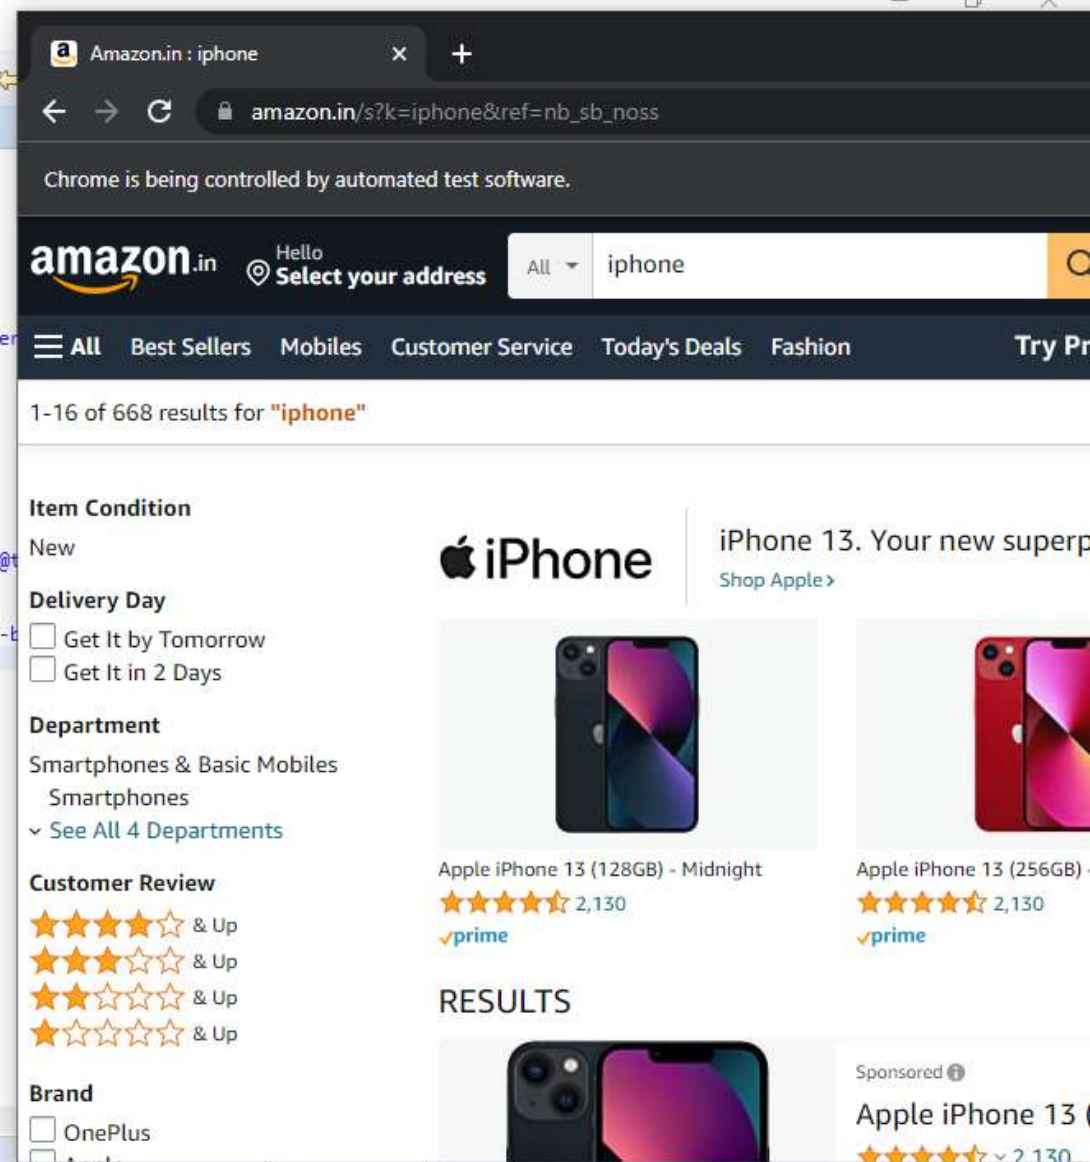 Amazon.in : iphone
amazon.in/s?k=iphone&ref=nb_sb_noss
Chrome is being controlled by automated test software.
amazon.in
Hello
Select your address
All
iphone
All Best Sellers Mobiles Customer Service Today's Deals Fashion Try
1-16 of 668 results for "iphone"
Item Condition
New
Delivery Day
Get It by Tomorrow
Get It in 2 Days
Department
Smartphones & Basic Mobiles
Smartphones
See All 4 Departments
Customer Review
& Up
& Up
& Up
& Up
Brand
OnePlus
iPhone
iPhone 13. Your new
Shop Apple
Apple iPhone 13 (128GB) - Midnight
2,130
prime
Apple iPhone 13 (256GB) -
2,130
prime
RESULTS
Sponsored
Apple iPhone 13 (
2,130